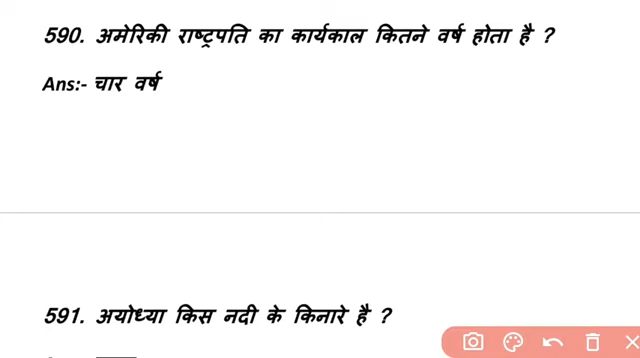 590. अमेरिकी राष्ट्रपति का कार्यकाल कितने वर्ष होता है ?
Ans:- चार वर्ष
591. अयोध्या किस नदी के किनारे है ?